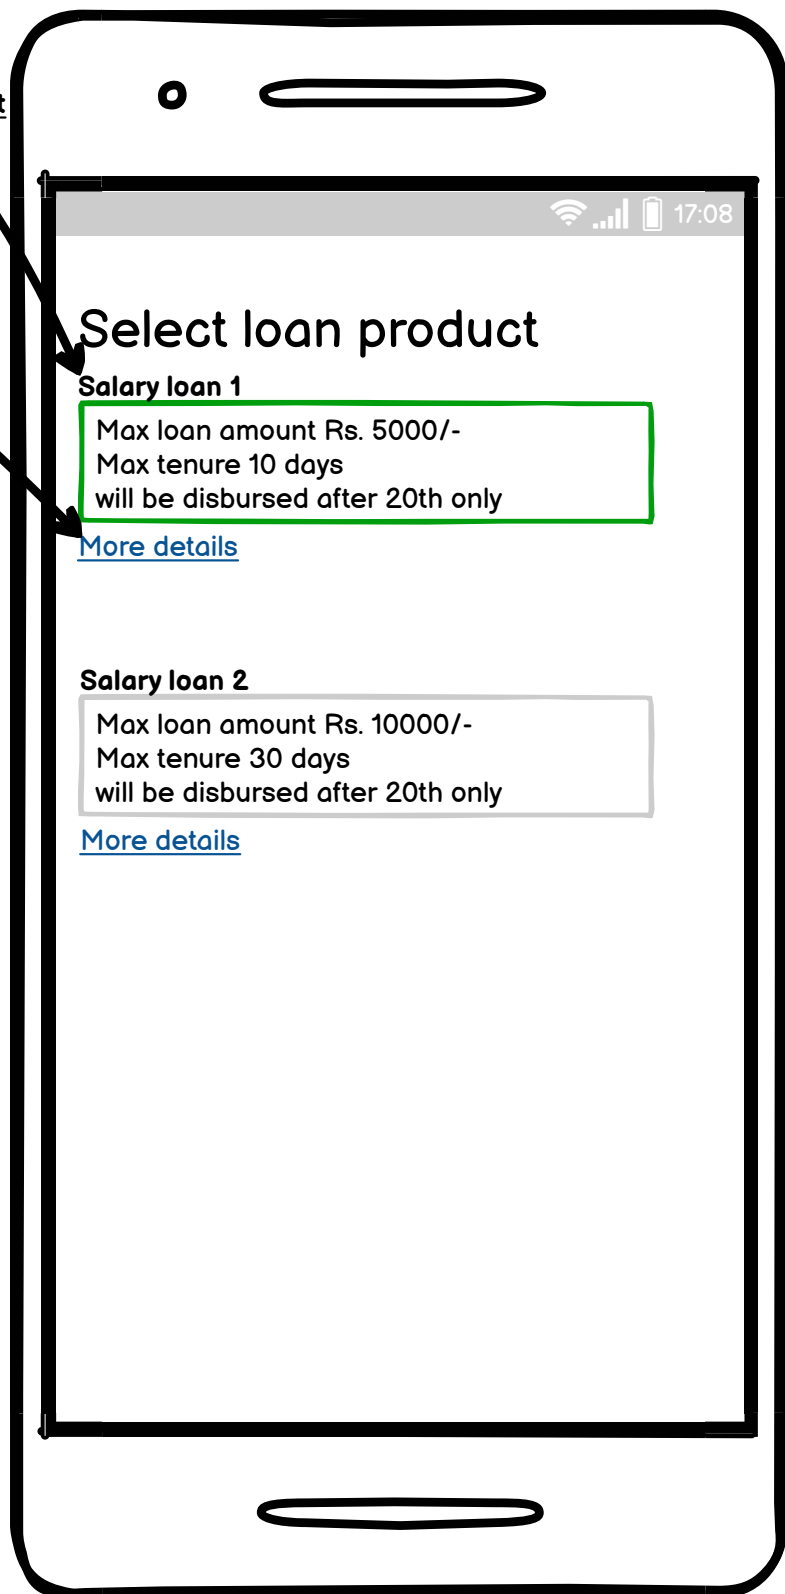 17:08
Select loan product
Salary loan 1
Max loan amount Rs. 5000/-
Max tenure 10 days
will be disbursed after 20th only
More details
Salary loan 2
Max loan amount Rs. 10000/-
Max tenure 30 days
will be disbursed after 20th only
More details